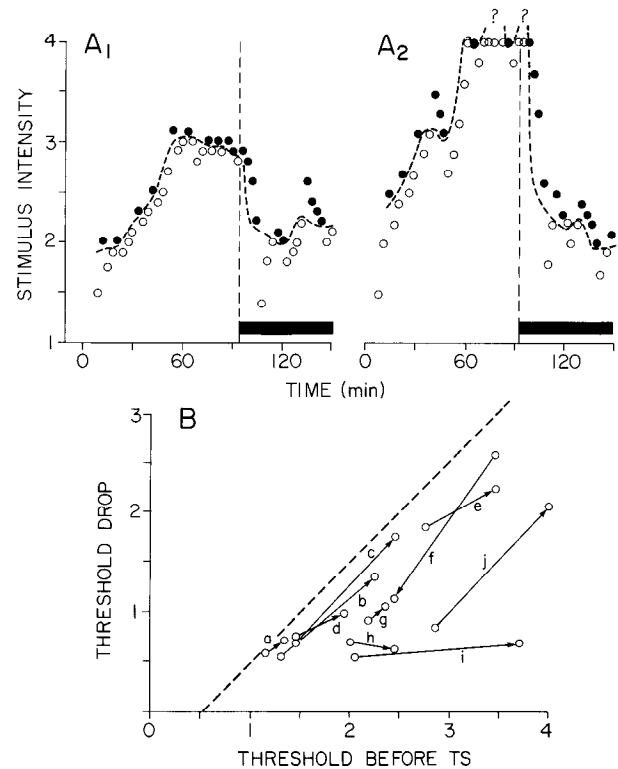 ? ?
A1 A2
4
3
2
1
STIMULUS INTENSITY
0 60 120 0 60 120
TIME (min)
B
3
2
1
THRESHOLD DROP
a
b
c
d
e
f
g
h
i
j
0 1 2 3 4
THRESHOLD BEFORE TS